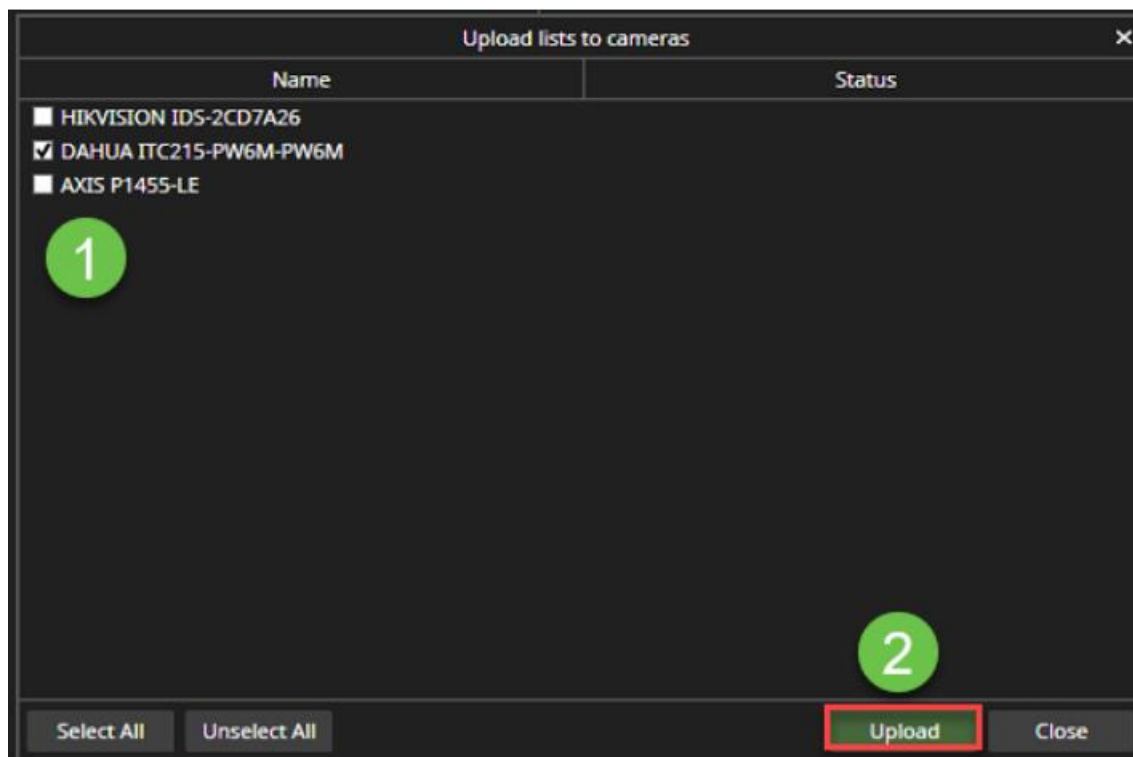 Upload lists to cameras ×
Name Status
HIKVISION IDS-2CD7A26
DAHUA ITC215-PW6M-PW6M
AXIS P1455-LE
1
2
Select All Unselect All Upload Close